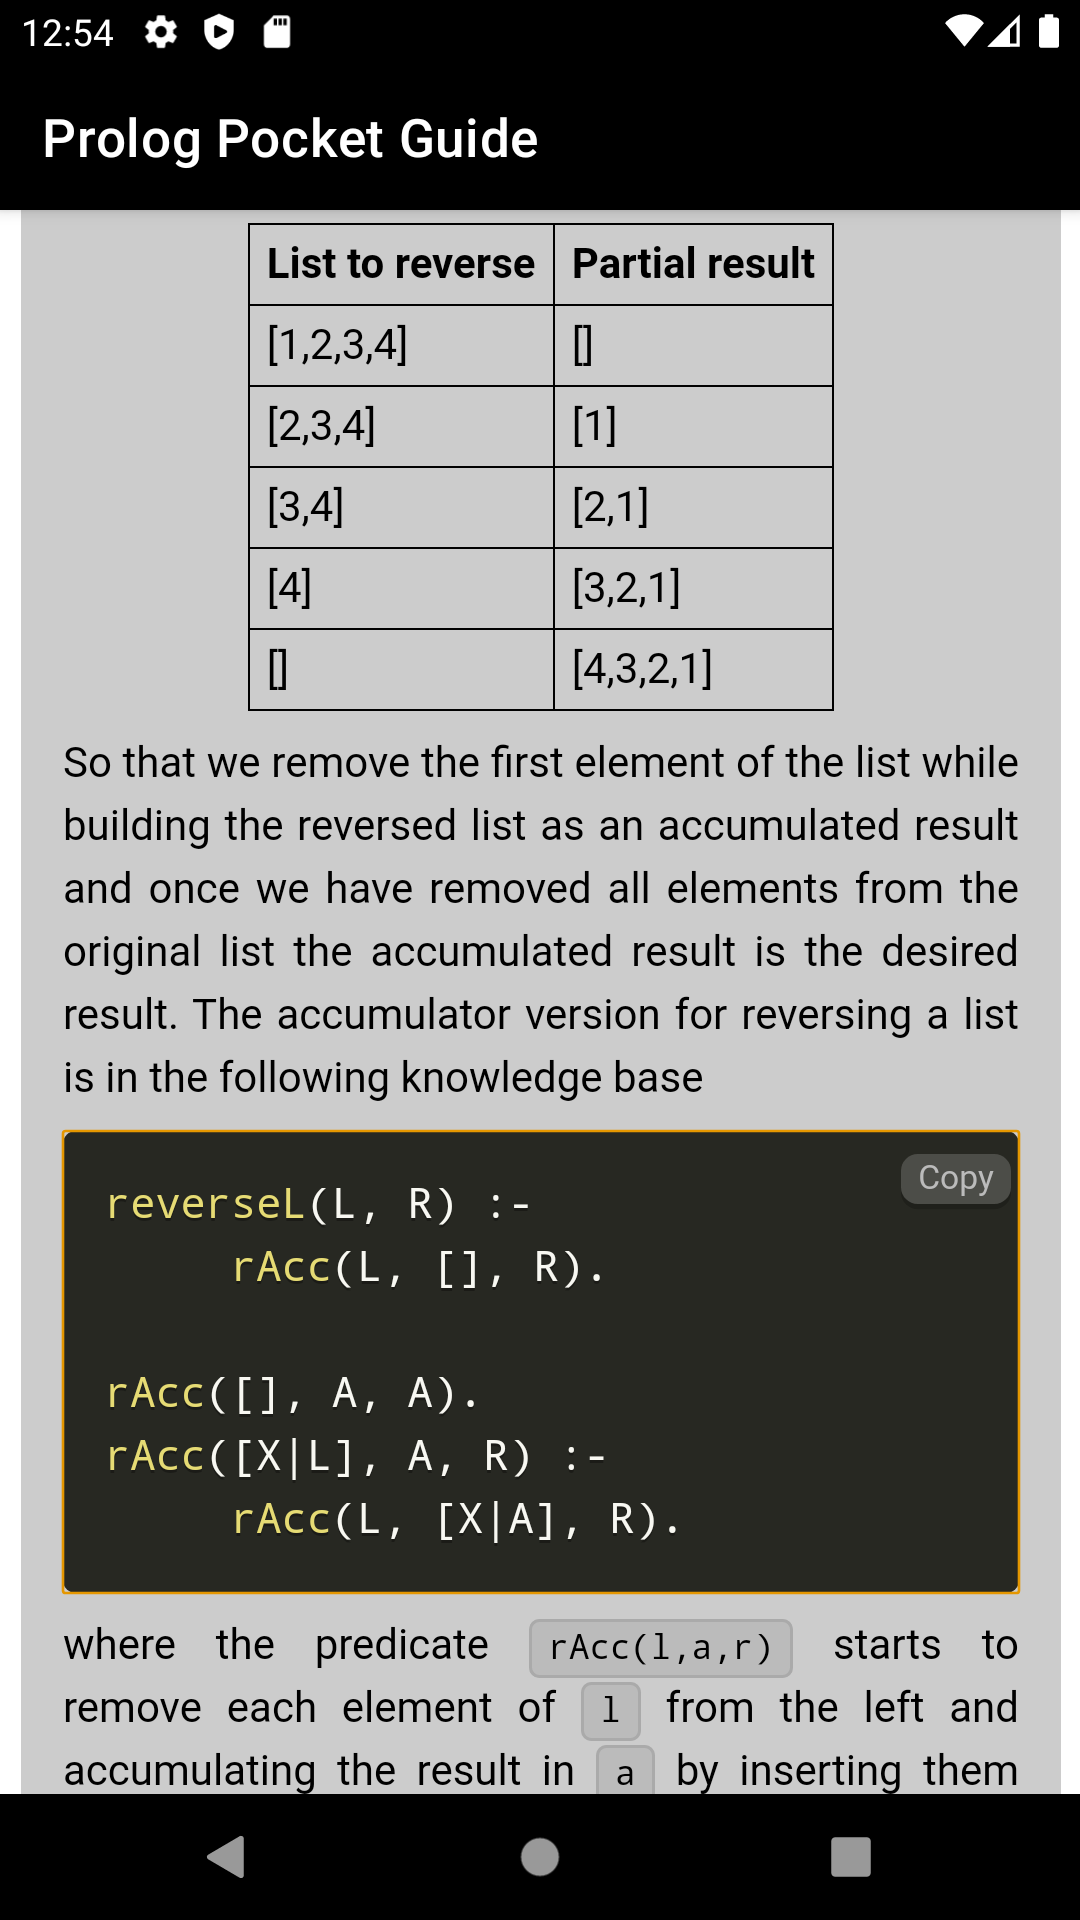 12:54
Prolog Pocket Guide
List to reverse Partial result
[1,2,3,4] []
[2,3,4] [1]
[3,4] [2,1]
[4] [3,2,1]
[] [4,3,2,1]
So that we remove the first element of the list while
building the reversed list as an accumulated result
and once we have removed all elements from the
original list the accumulated result is the desired
result. The accumulator version for reversing a list
is in the following knowledge base
Copy
reverseL(L, R) :-
     rAcc(L, [], R).
rAcc([], A, A).
rAcc([X|L], A, R) :-
     rAcc(L, [X|A], R).
where the predicate rAcc(l,a,r) starts to
remove each element of l from the left and
accumulating the result in a by inserting them